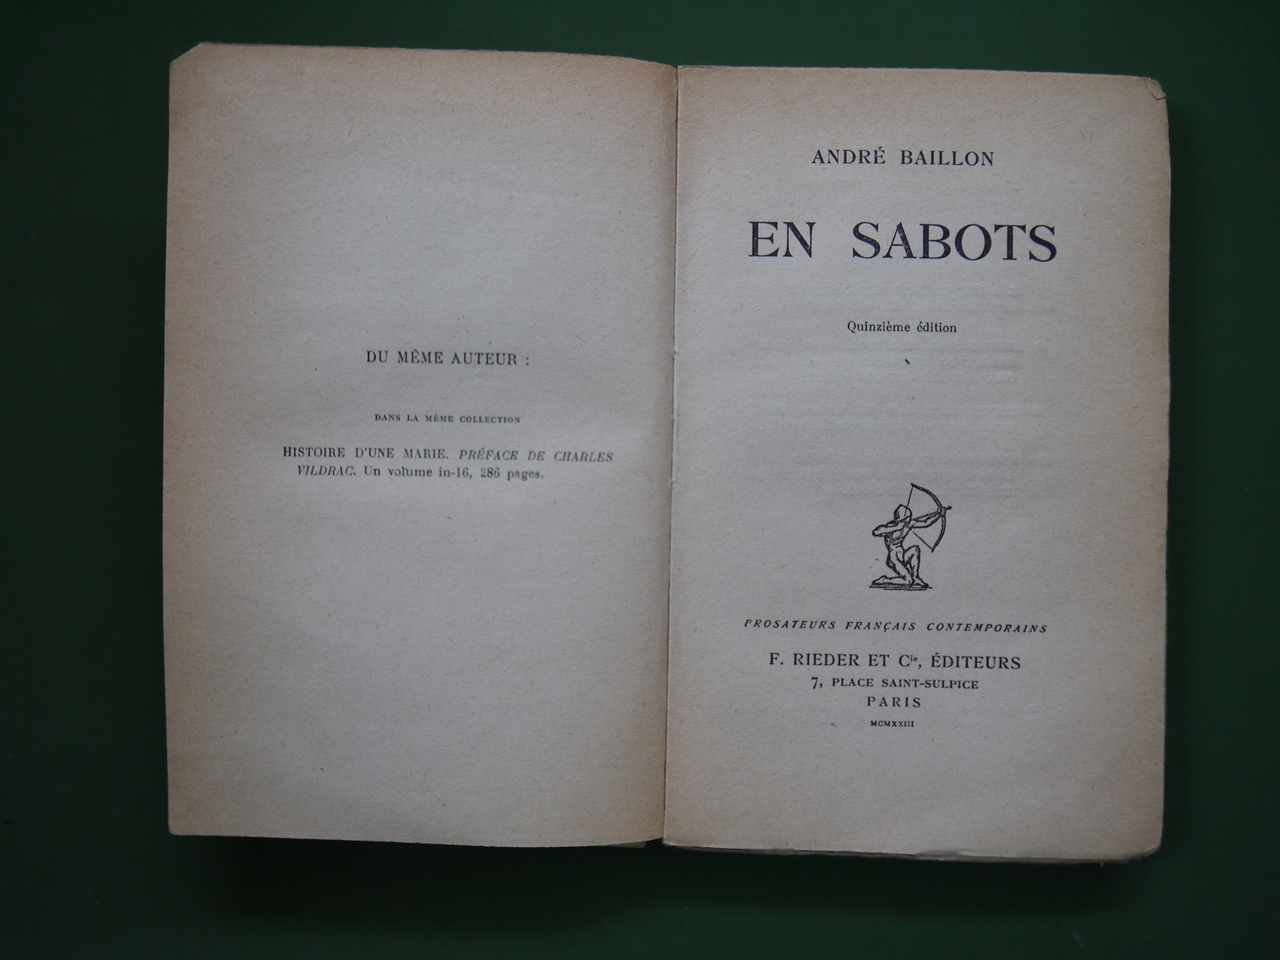 DU MÊME AUTEUR :
DANS LA MÊME COLLECTION
HISTOIRE D'UNE MARIE. PRÉFACE DE CHARLES
VILDRAC. Un volume in-16, 286 pages.
ANDRÉ BAILLON
EN SABOTS
Quinzième édition
PROSATEURS FRANÇAIS CONTEMPORAINS
F. RIEDER ET Cie, ÉDITEURS
7, PLACE SAINT-SULPICE
PARIS
MCMXXIII